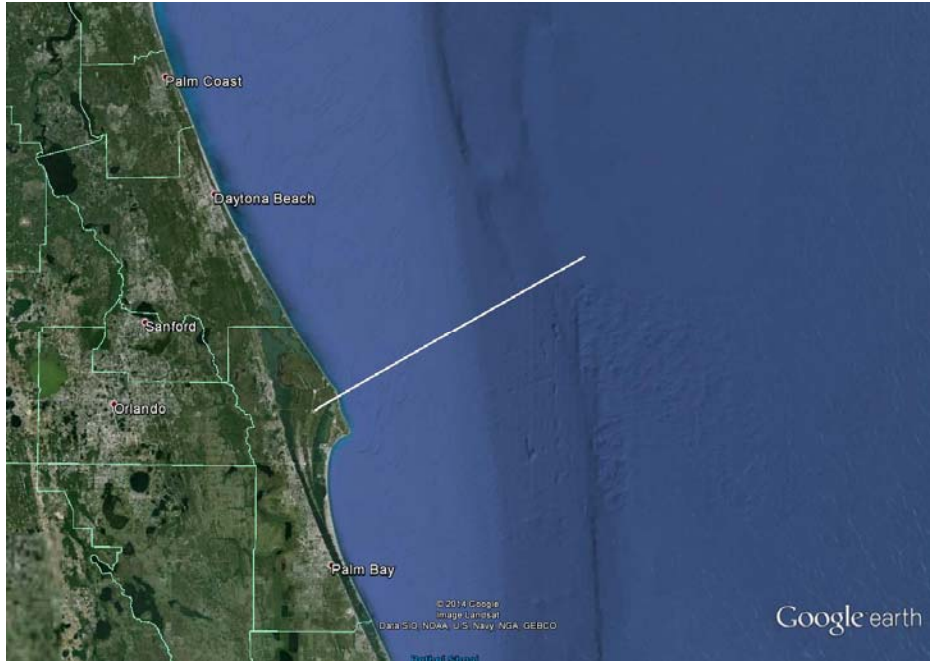 Palm Coast
Daytona Beach
Sanford
Orlando
Palm Bay
© 2014 Google
Image Landsat
Data SIO, NOAA, U.S. Navy, NGA, GEBCO
Google earth